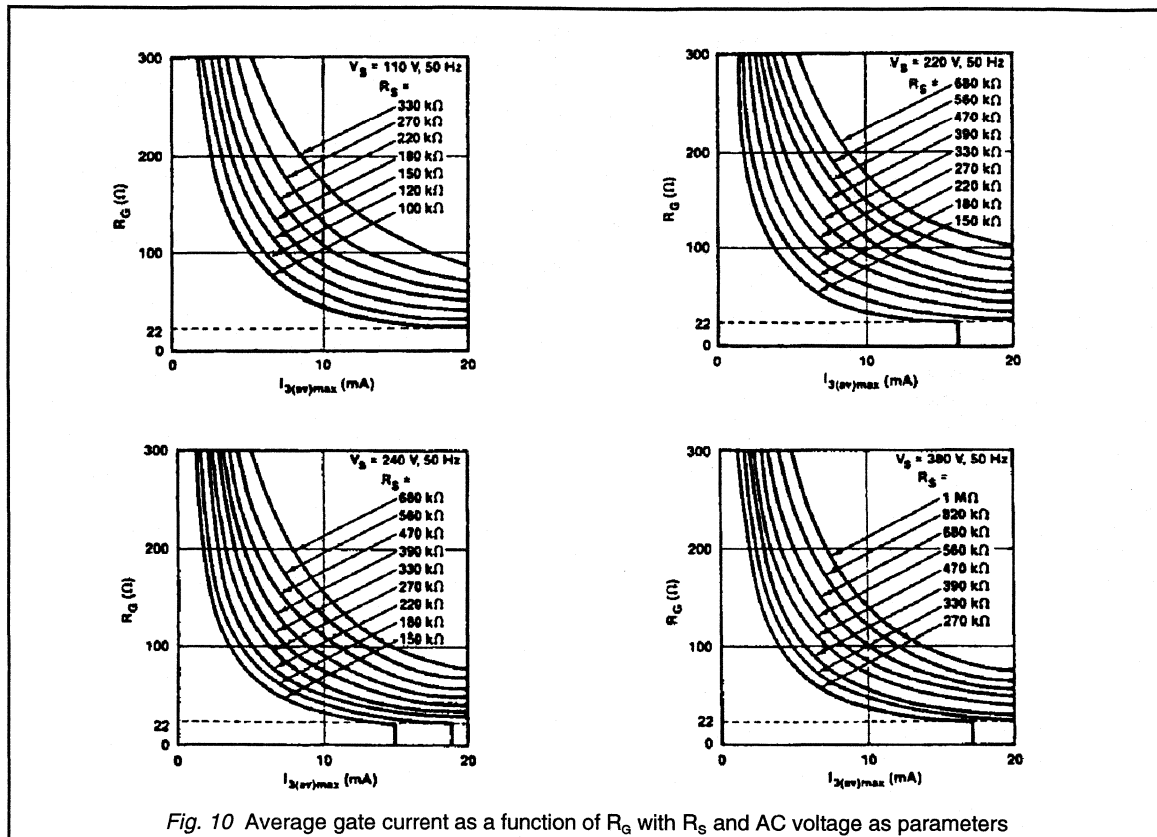 300
200
100
22
0
R_G (Ω)
V_S = 110 V, 50 Hz
R_S =
330 kΩ
270 kΩ
220 kΩ
180 kΩ
150 kΩ
120 kΩ
100 kΩ
0 10 20
I_3(av)max (mA)
300
200
100
22
0
R_G (Ω)
V_S = 220 V, 50 Hz
R_S =
680 kΩ
560 kΩ
470 kΩ
390 kΩ
330 kΩ
270 kΩ
220 kΩ
180 kΩ
150 kΩ
0 10 20
I_3(av)max (mA)
300
200
100
22
0
R_G (Ω)
V_S = 240 V, 50 Hz
R_S =
680 kΩ
560 kΩ
470 kΩ
390 kΩ
330 kΩ
270 kΩ
220 kΩ
180 kΩ
150 kΩ
0 10 20
I_3(av)max (mA)
300
200
100
22
0
R_G (Ω)
V_S = 380 V, 50 Hz
R_S =
1 MΩ
820 kΩ
680 kΩ
560 kΩ
470 kΩ
390 kΩ
330 kΩ
270 kΩ
0 10 20
I_3(av)max (mA)
Fig. 10 Average gate current as a function of R_G with R_S and AC voltage as parameters